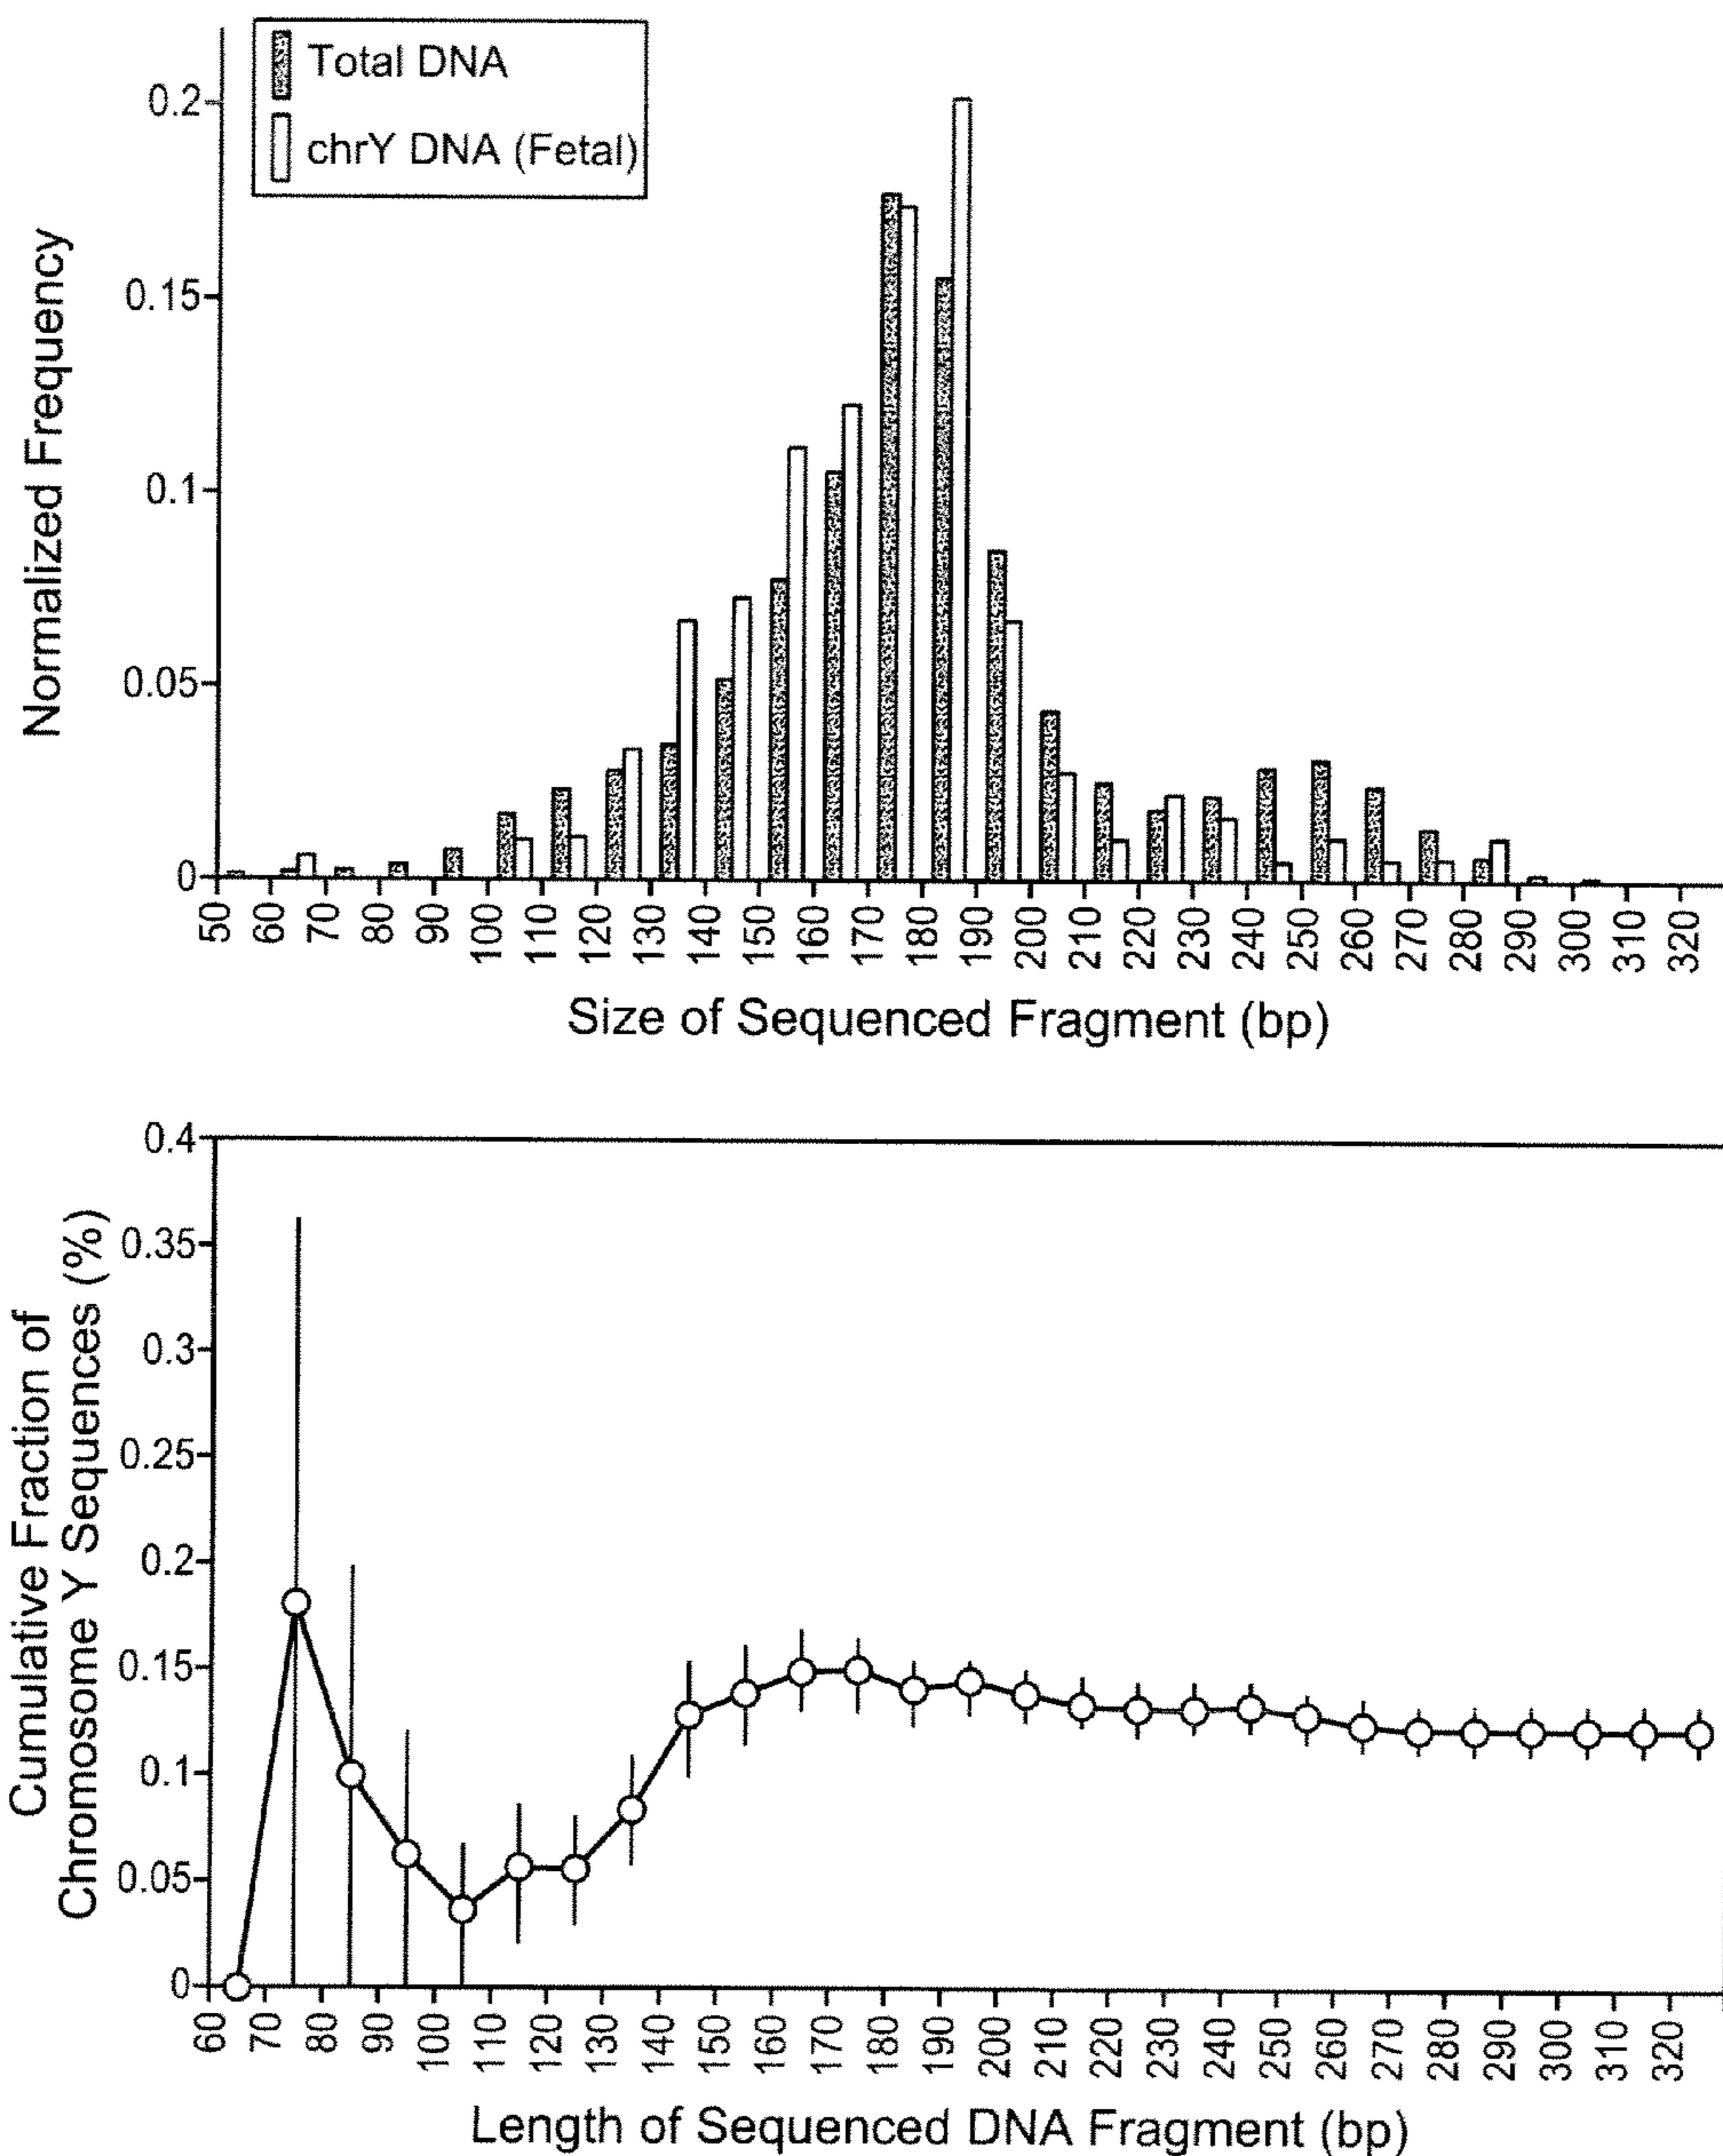 Total DNA
chrY DNA (Fetal)
Normalized Frequency
0.2
0.15
0.1
0.05
0
50 60 70 80 90 100 110 120 130 140 150 160 170 180 190 200 210 220 230 240 250 260 270 280 290 300 310 320
Size of Sequenced Fragment (bp)
Cumulative Fraction of
Chromosome Y Sequences (%)
0.4
0.35
0.3
0.25
0.2
0.15
0.1
0.05
0
60 70 80 90 100 110 120 130 140 150 160 170 180 190 200 210 220 230 240 250 260 270 280 290 300 310 320
Length of Sequenced DNA Fragment (bp)